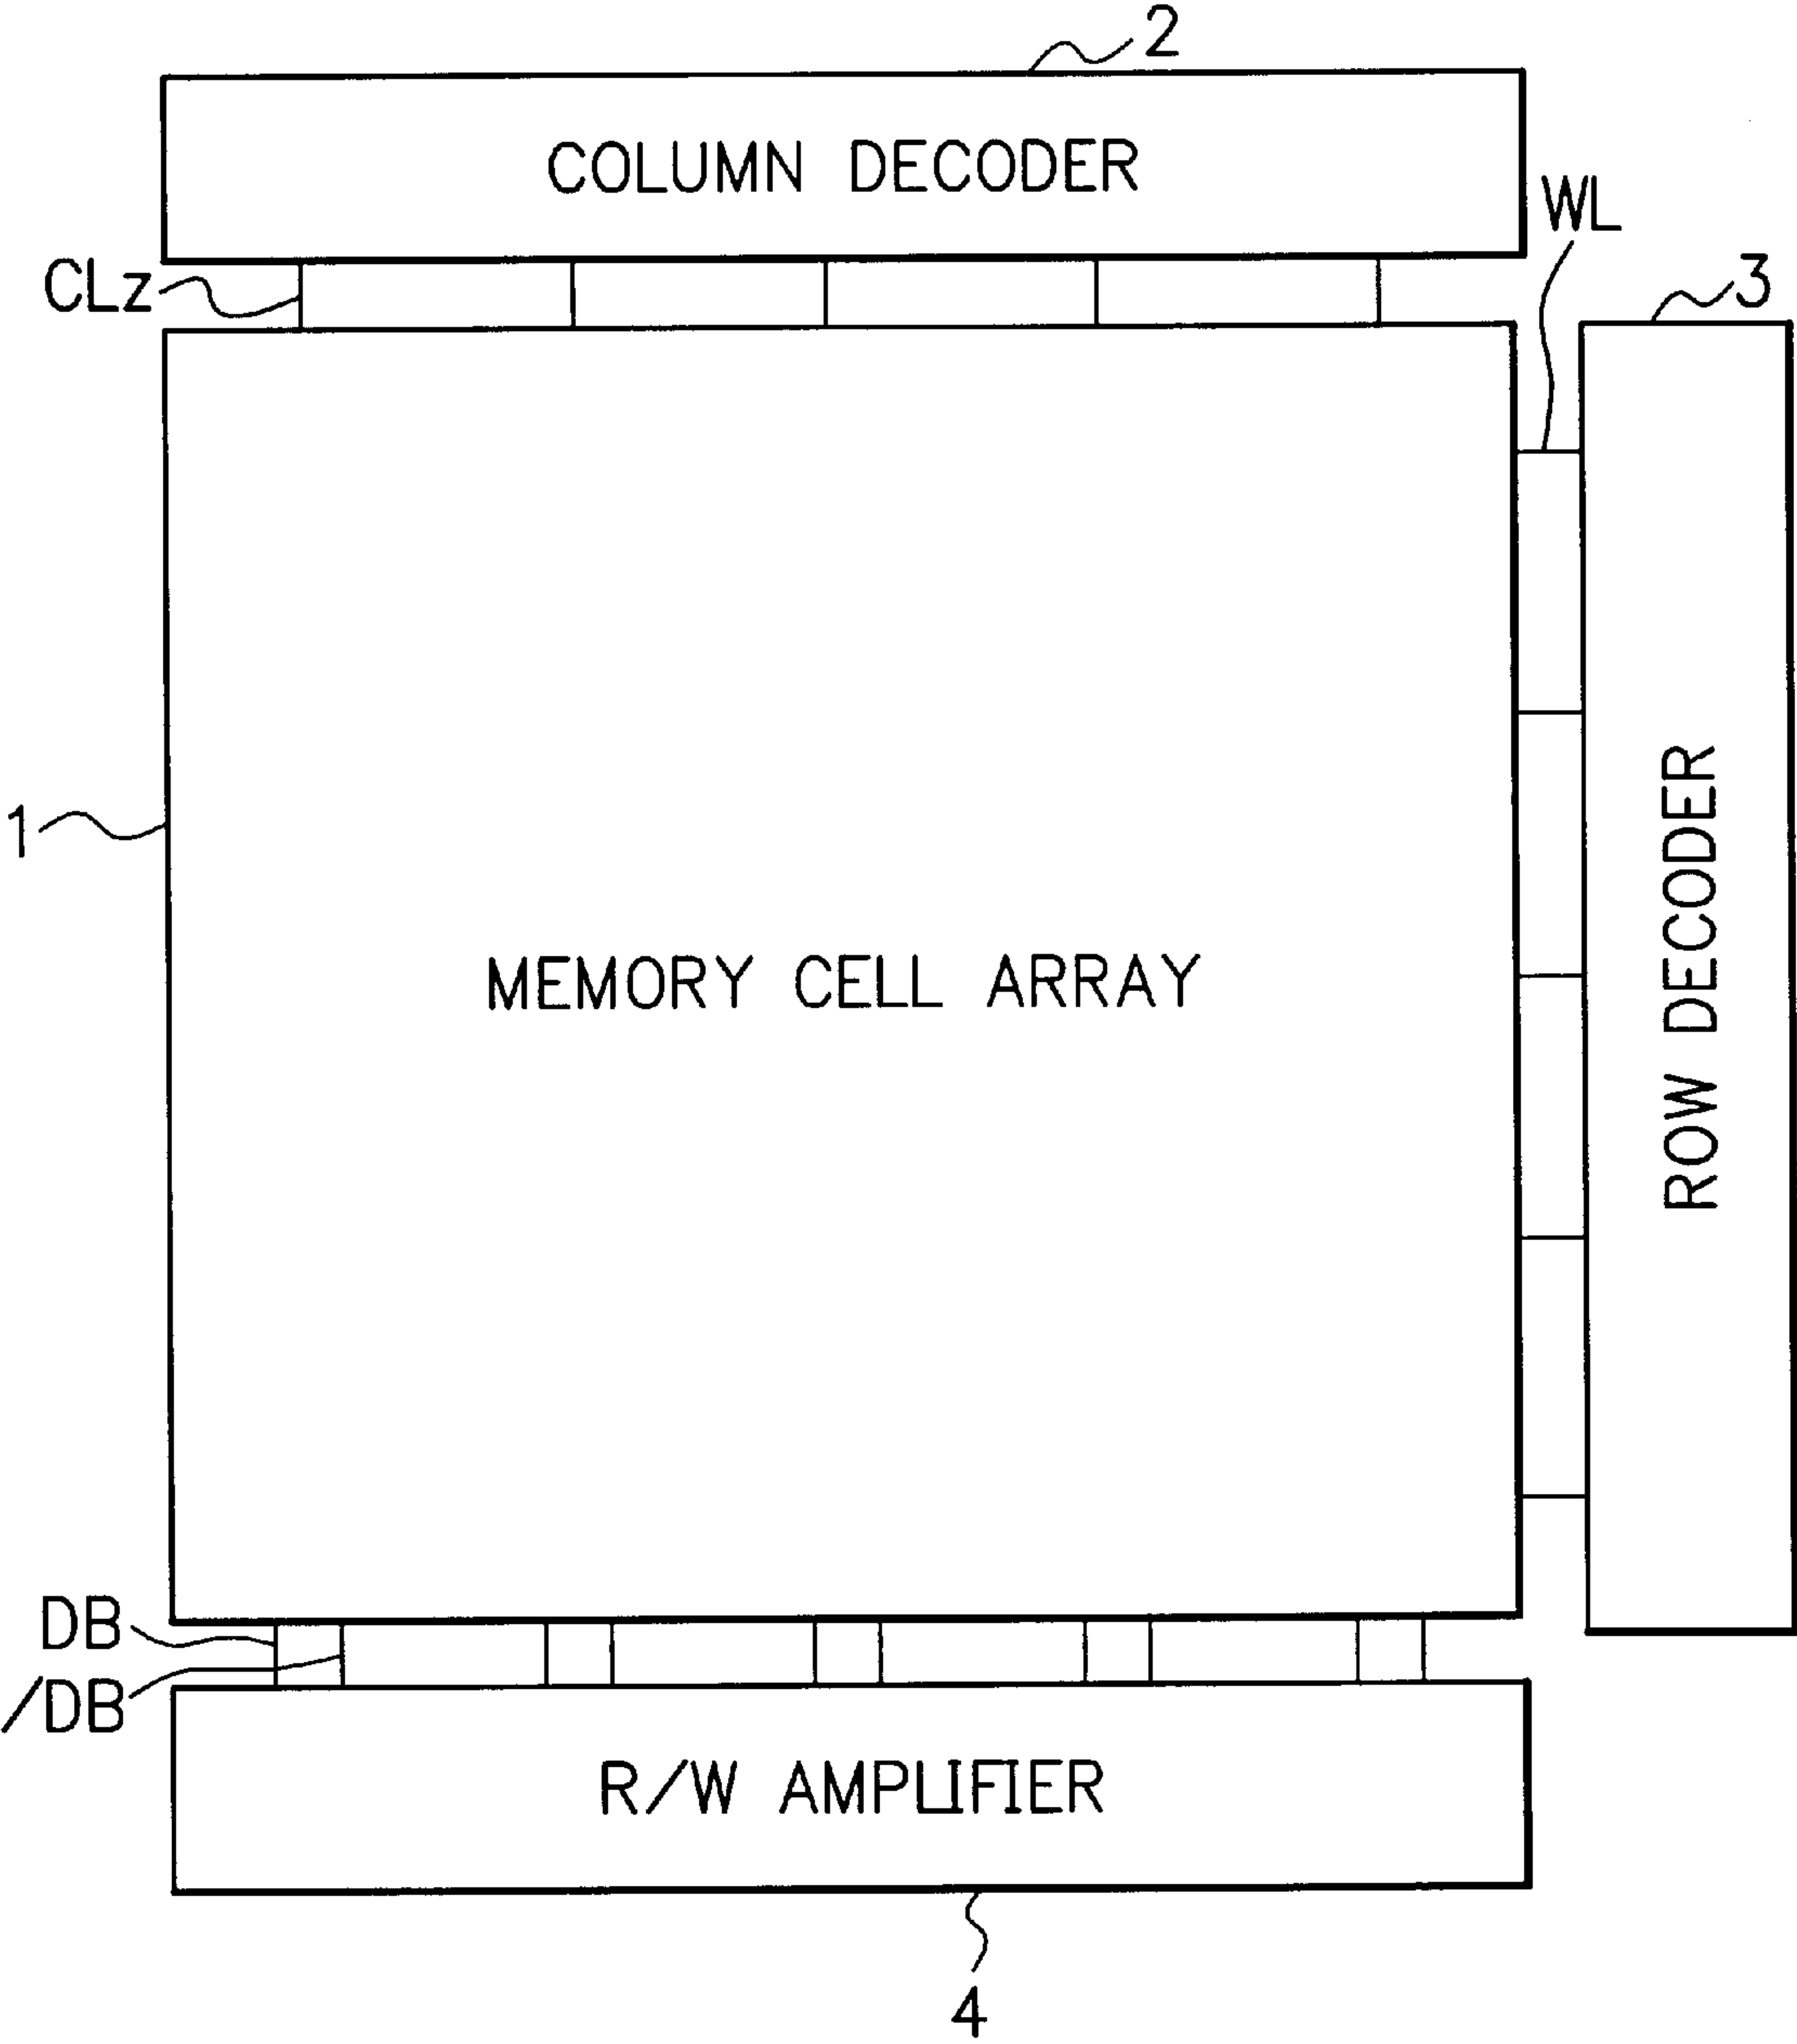 2
COLUMN DECODER
WL
CLz
3
1
MEMORY CELL ARRAY
ROW DECODER
DB
/DB
R/W AMPLIFIER
4